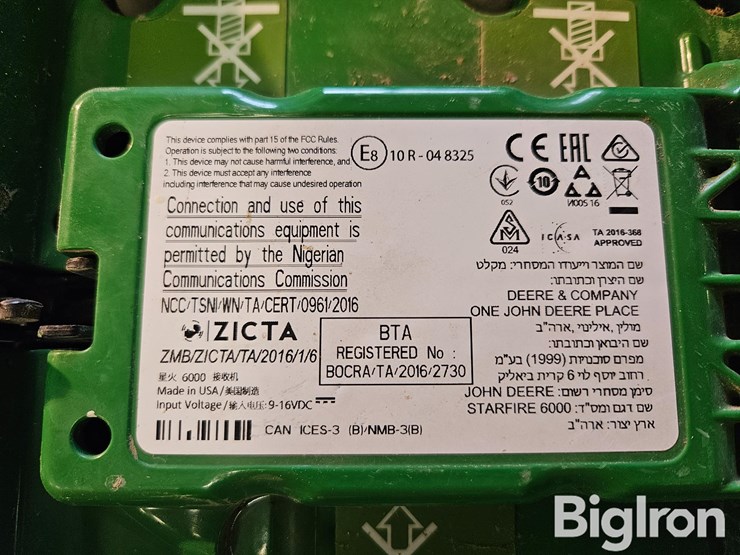 This device complies with part 15 of the FCC Rules.
Operation is subject to the following two conditions:
1. This device may not cause harmful interference, and
2. This device must accept any interference
including interference that may cause undesired operation
E8 10 R - 04 8325
CE EAC
052
10
И005 16
024
ICASA
TA 2016-368
APPROVED
Connection and use of this
communications equipment is
permitted by the Nigerian
Communications Commission
NCC/TSNI/WN/TA/CERT/0961/2016
ZICTA
ZMB/ZICTA/TA/2016/1/6
BTA
REGISTERED No :
BOCRA/TA/2016/2730
星火 6000 接收机
Made in USA/美国制造
Input Voltage/输入电压: 9-16VDC
CAN ICES-3 (B)/NMB-3(B)
שם המוצר וייעודו המסחרי: מקלט
שם היצרן וכתובתו:
DEERE & COMPANY
ONE JOHN DEERE PLACE
מולין, אילינוי, ארה"ב
שם היבואן וכתובתו:
מפרם סוכנויות (1999) בע"מ
רחוב יוסף לוי 6 קרית ביאליק
סימן מסחרי רשום: JOHN DEERE
שם דגם ומס"ד: STARFIRE 6000
ארץ יצור: ארה"ב
BigIron